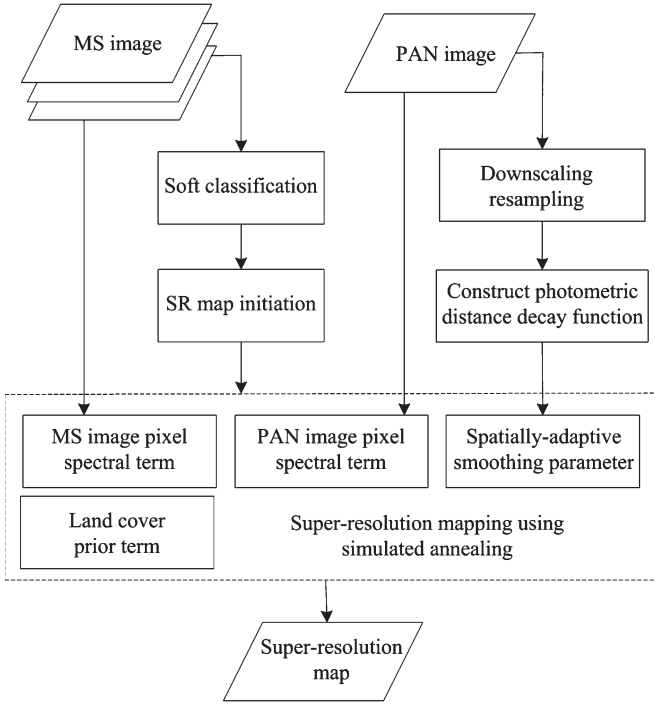 MS image
PAN image
Soft classification
Downscaling
resampling
SR map initiation
Construct photometric
distance decay function
MS image pixel
spectral term
PAN image pixel
spectral term
Spatially-adaptive
smoothing parameter
Land cover
prior term
Super-resolution mapping using
simulated annealing
Super-resolution
map